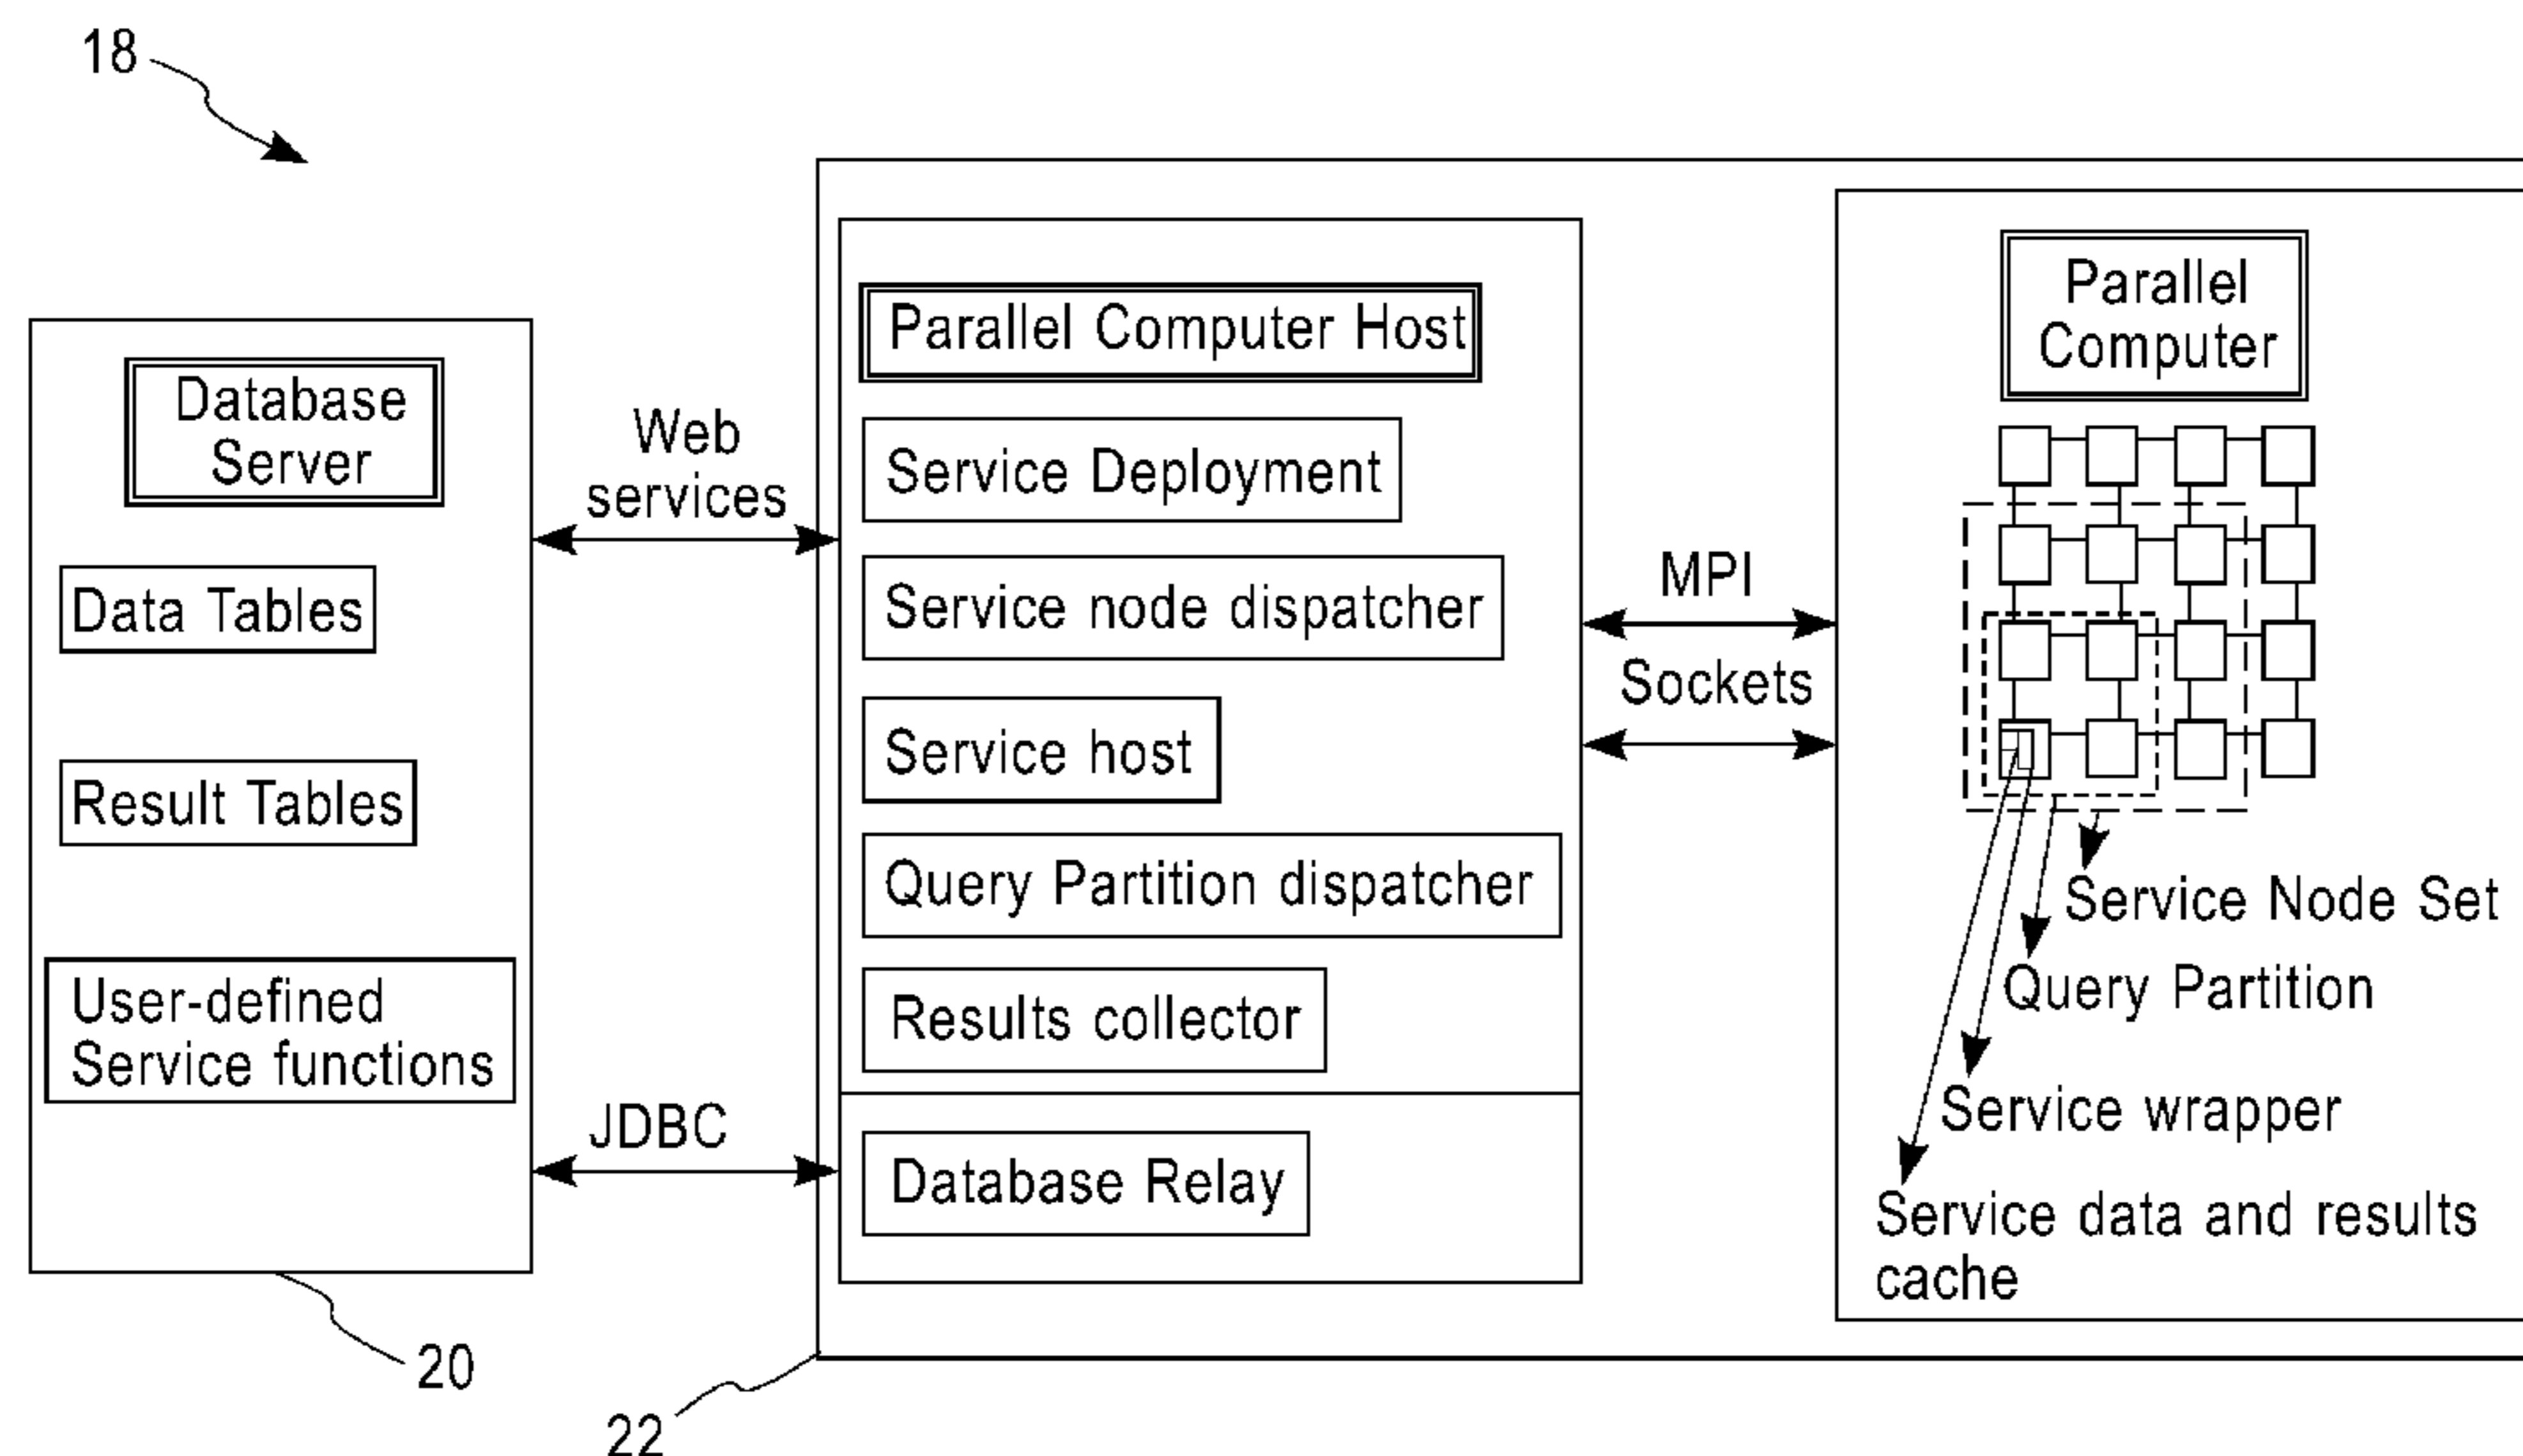 18
Database
Server
Data Tables
Result Tables
User-defined
Service functions
20
Web
services
JDBC
22
Parallel Computer Host
Service Deployment
Service node dispatcher
Service host
Query Partition dispatcher
Results collector
Database Relay
MPI
Sockets
Parallel
Computer
Service Node Set
Query Partition
Service wrapper
Service data and results
cache